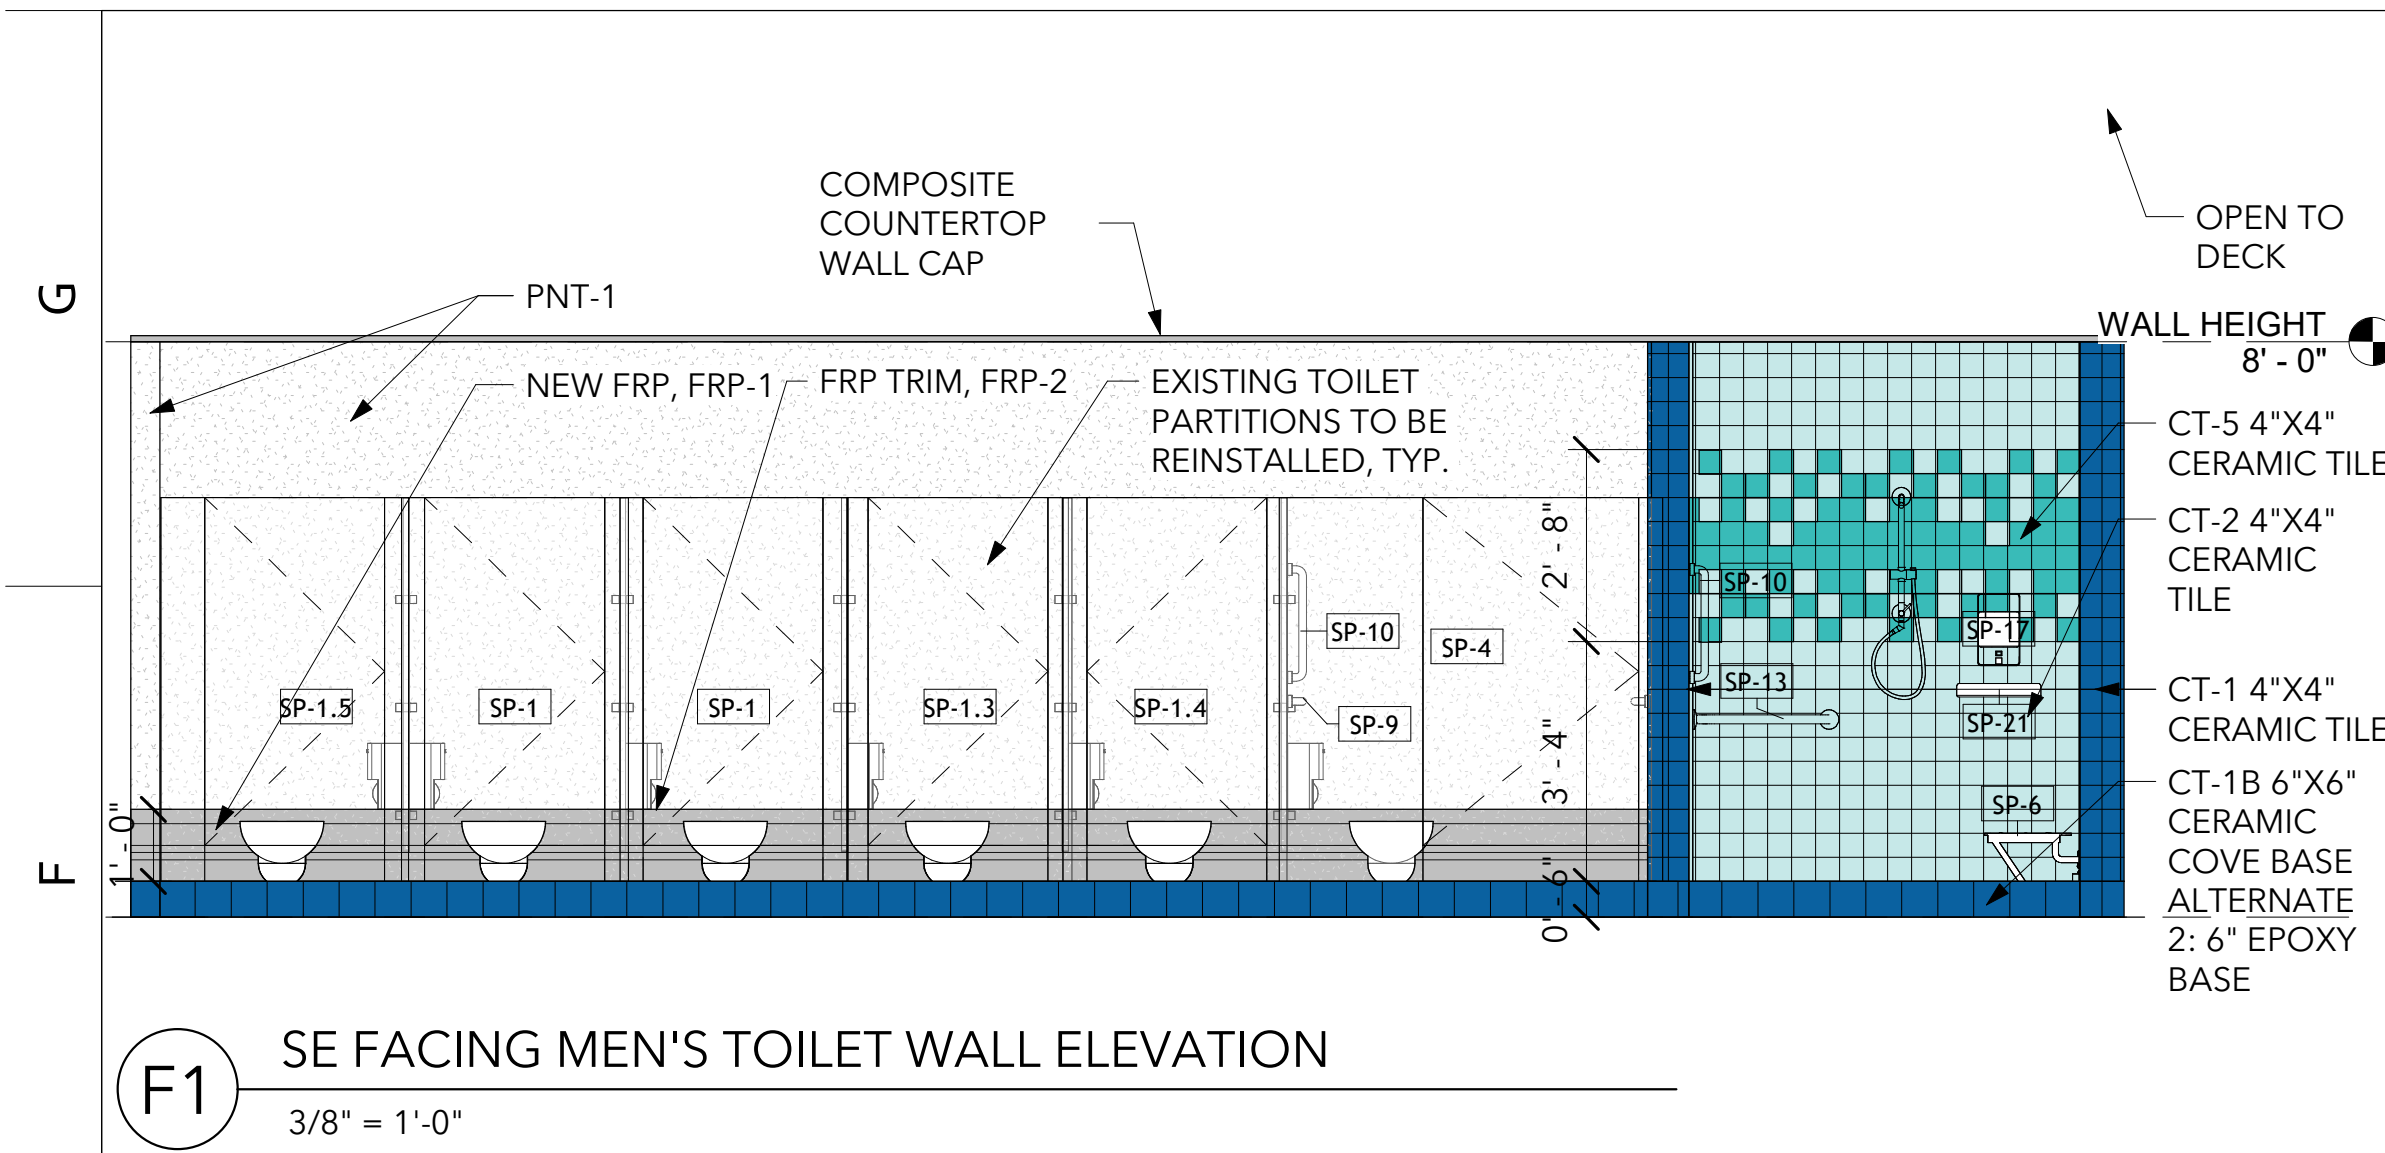 G
F
COMPOSITE
COUNTERTOP
WALL CAP
OPEN TO
DECK
PNT-1
WALL HEIGHT
8' - 0"
NEW FRP, FRP-1
FRP TRIM, FRP-2
EXISTING TOILET
PARTITIONS TO BE
REINSTALLED, TYP.
CT-5 4"X4"
CERAMIC TILE
CT-2 4"X4"
CERAMIC
TILE
CT-1 4"X4"
CERAMIC TILE
CT-1B 6"X6"
CERAMIC
COVE BASE
ALTERNATE
2: 6" EPOXY
BASE
2' - 8"
3' - 4"
0' - 6"
1' - 0"
SP-10
SP-17
SP-10
SP-4
SP-13
SP-1.5
SP-1
SP-1
SP-1.3
SP-1.4
SP-9
SP-21
SP-6
F1
SE FACING MEN'S TOILET WALL ELEVATION
3/8" = 1'-0"